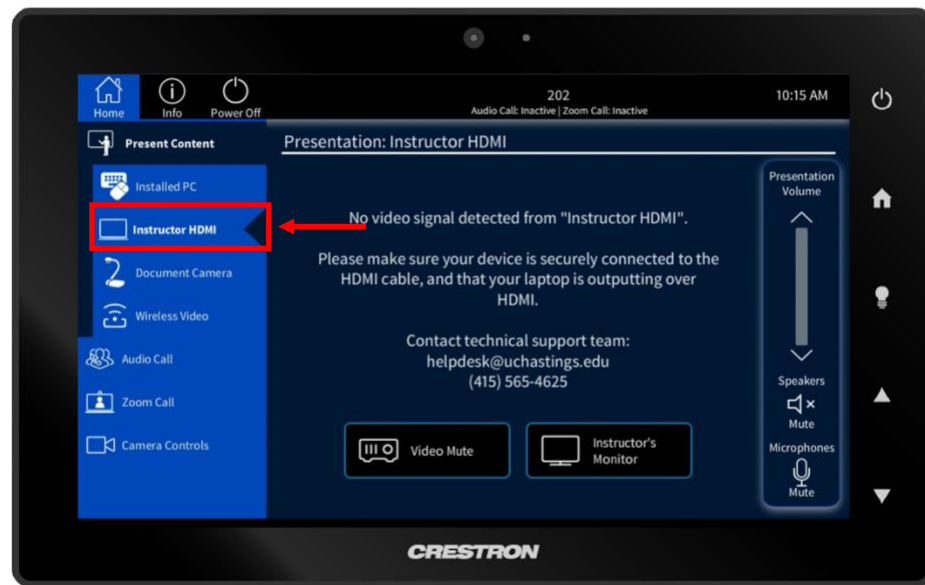 Home
Info
Power Off
202
Audio Call: Inactive | Zoom Call: Inactive
10:15 AM
Present Content
Installed PC
Instructor HDMI
Document Camera
Wireless Video
Audio Call
Zoom Call
Camera Controls
Presentation: Instructor HDMI
No video signal detected from "Instructor HDMI".
Please make sure your device is securely connected to the
HDMI cable, and that your laptop is outputting over
HDMI.
Contact technical support team:
helpdesk@uchastings.edu
(415) 565-4625
Video Mute
Instructor's
Monitor
Presentation
Volume
Speakers
Mute
Microphones
Mute
CRESTRON